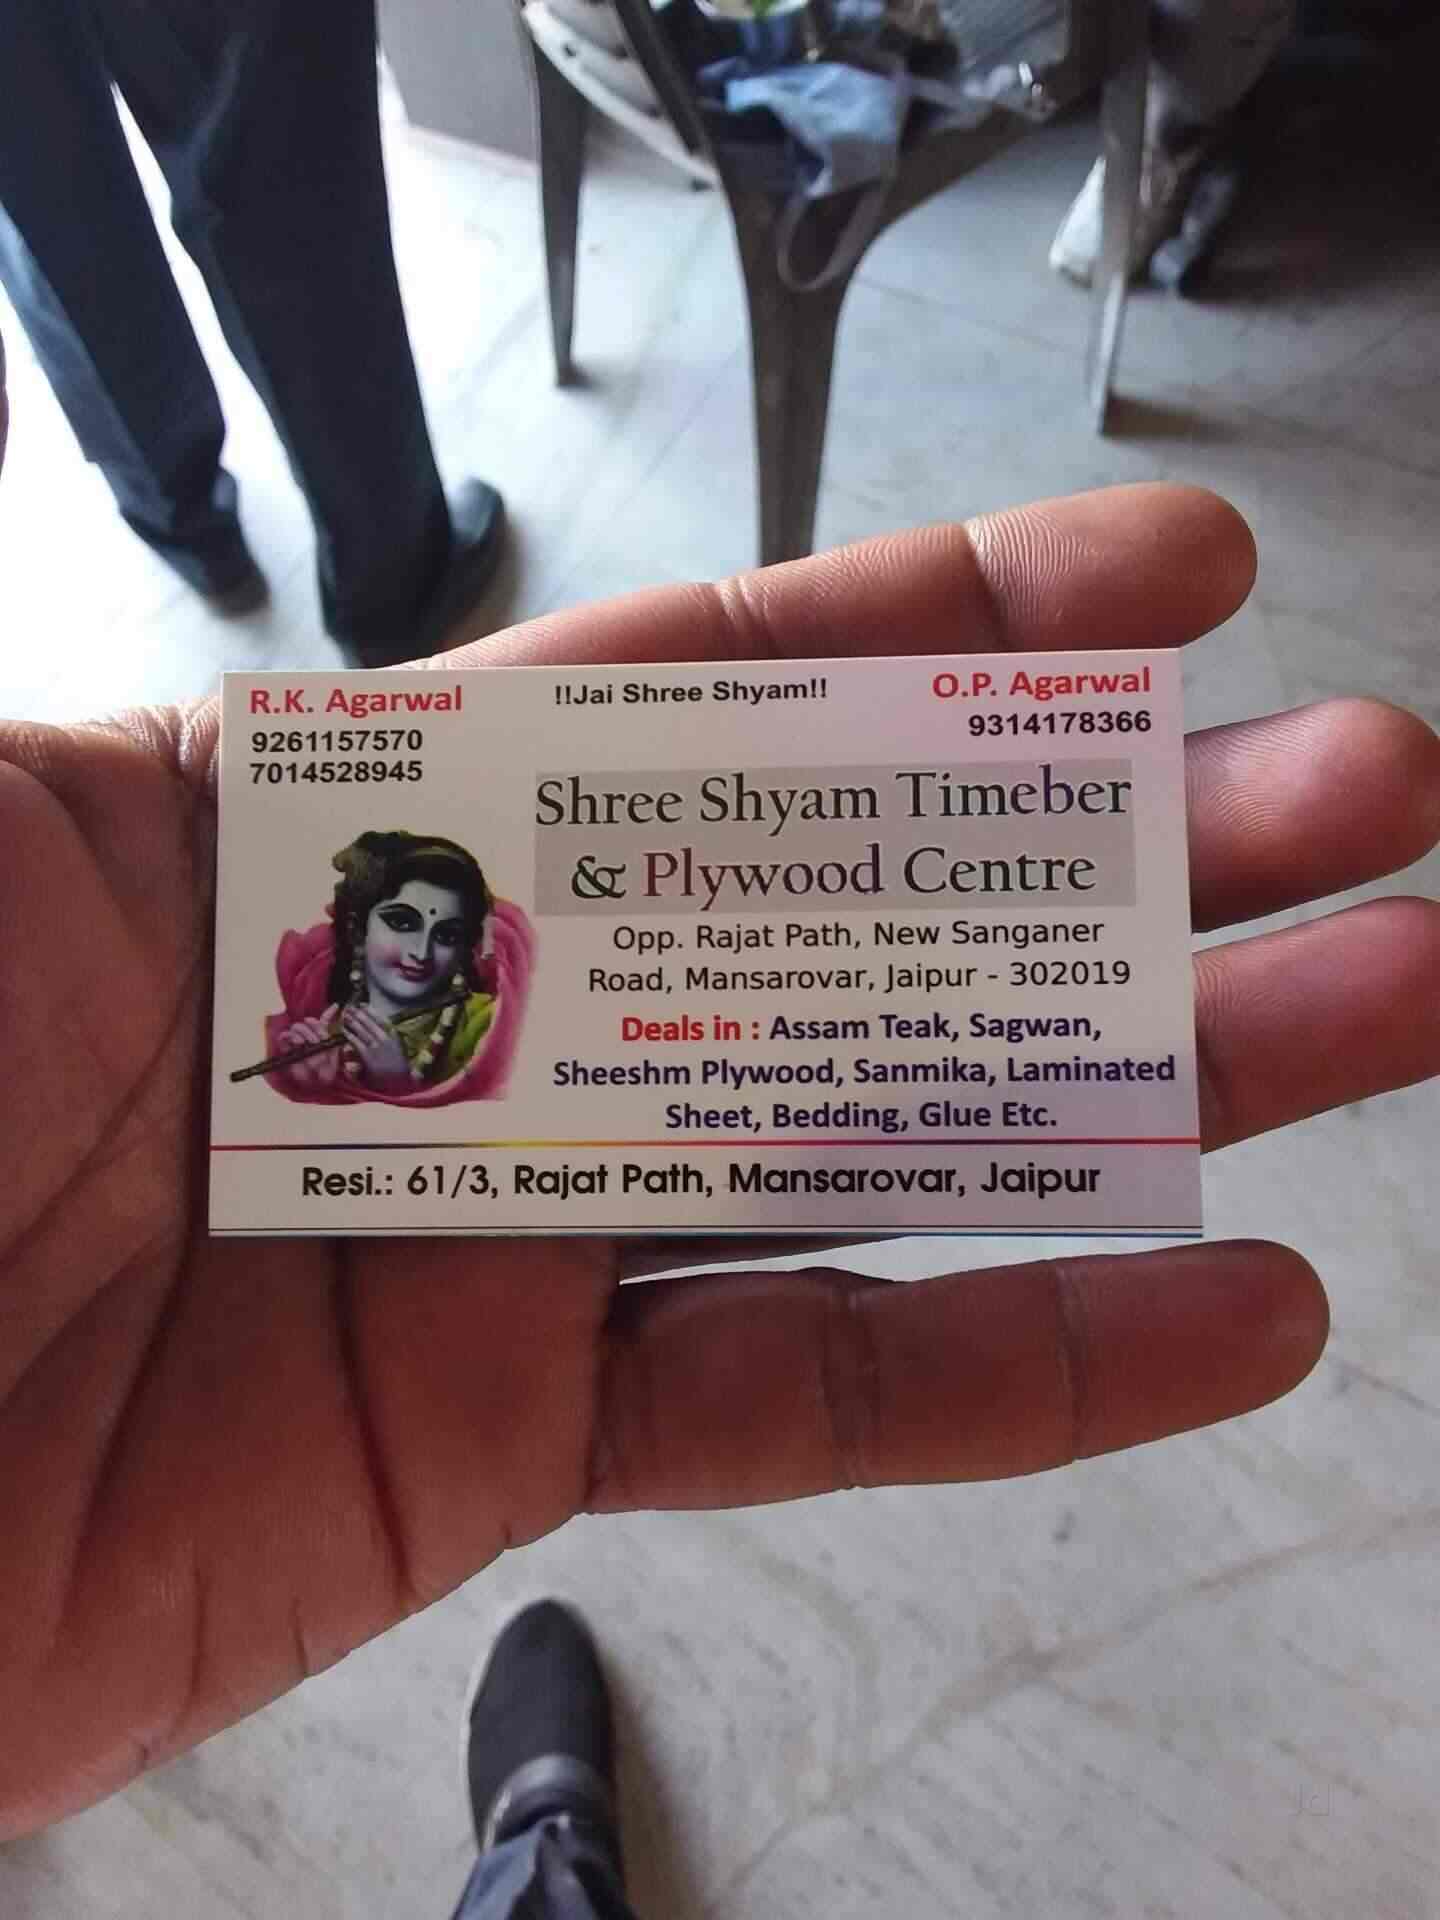 R.K. Agarwal
!!Jai Shree Shyam!!
O.P. Agarwal
9261157570
7014528945
9314178366
Shree Shyam Timeber
& Plywood Centre
Opp. Rajat Path, New Sanganer
Road, Mansarovar, Jaipur - 302019
Deals in : Assam Teak, Sagwan,
Sheeshm Plywood, Sanmika, Laminated
Sheet, Bedding, Glue Etc.
Resi.: 61/3, Rajat Path, Mansarovar, Jaipur
Jd